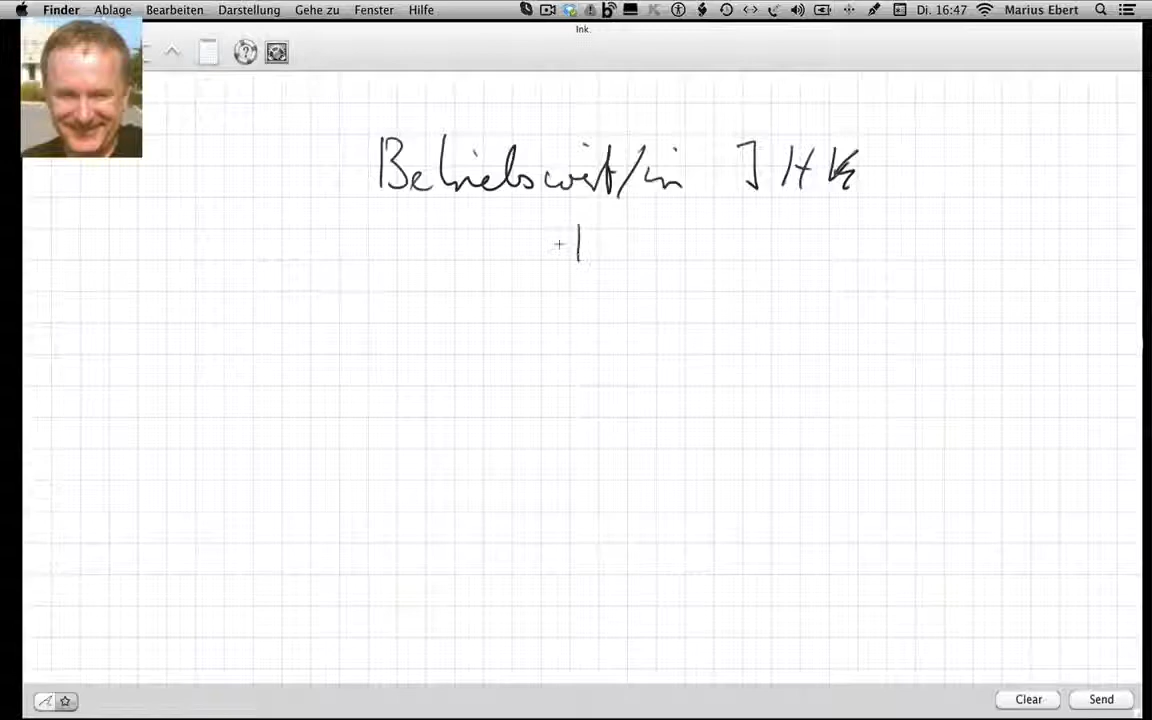 Finder Ablage Bearbeiten Darstellung Gehe zu Fenster Hilfe Di. 16:47 Marius Ebert
Ink.
Betriebswirt/in IHK
Clear Send